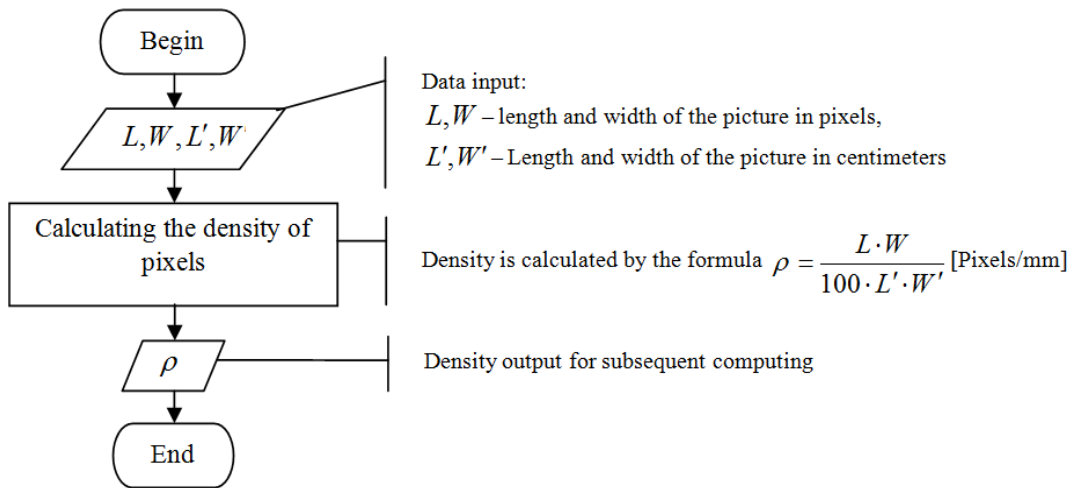 Begin
L,W,L',W'
Data input:
L,W – length and width of the picture in pixels,
L',W' – Length and width of the picture in centimeters
Calculating the density of
pixels
Density is calculated by the formula ρ = L·W / 100·L'·W' [Pixels/mm]
ρ
Density output for subsequent computing
End